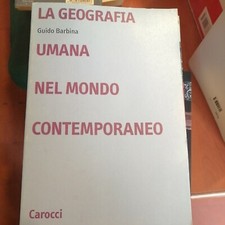 LA GEOGRAFIA
Guido Barbina
UMANA
NEL MONDO
CONTEMPORANEO
Carocci